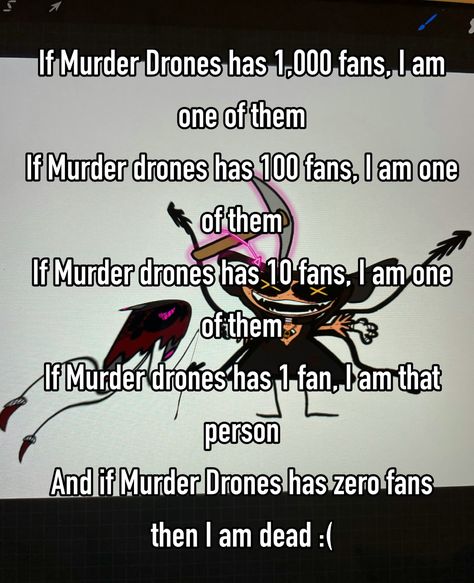 If Murder Drones has 1,000 fans, I am
one of them
If Murder drones has 100 fans, I am one
of them
If Murder drones has 10 fans, I am one
of them
If Murder drones has 1 fan, I am that
person
And if Murder Drones has zero fans
then I am dead :(